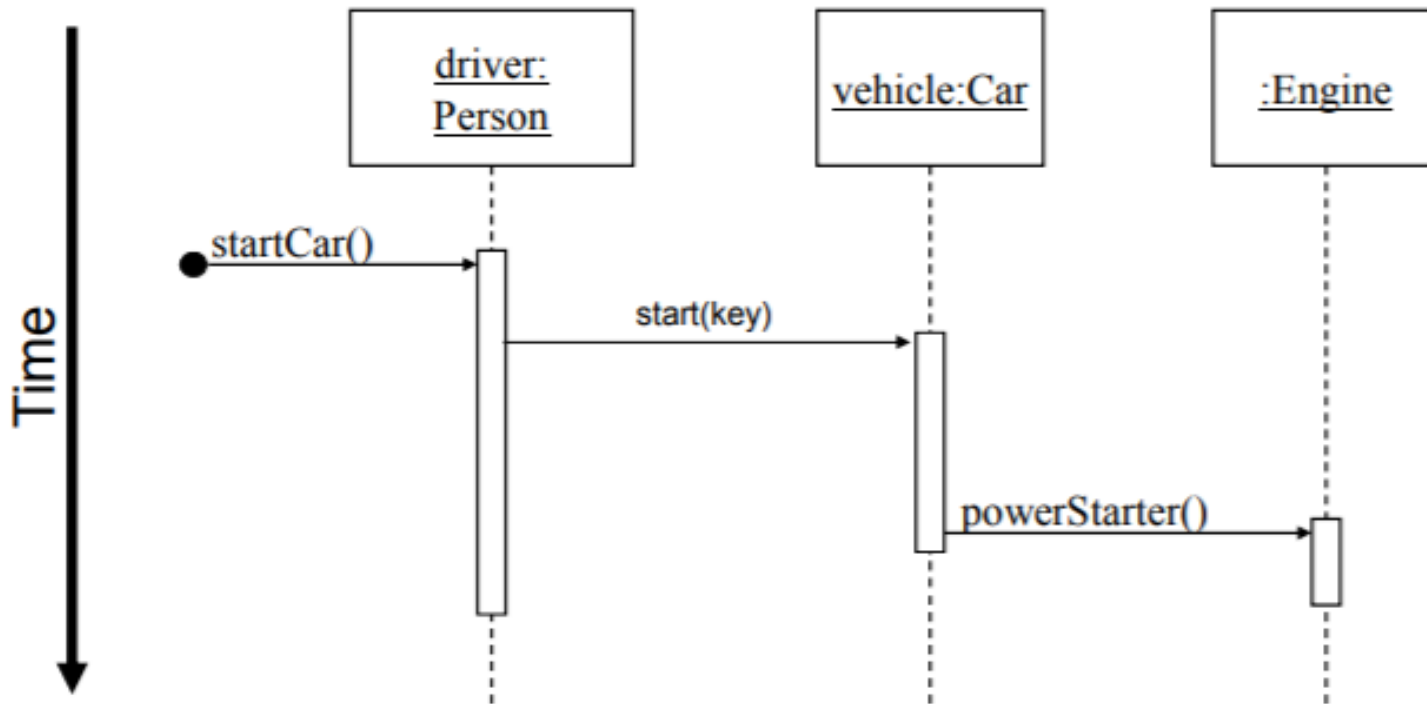 driver:
Person
vehicle:Car
:Engine
startCar()
start(key)
Time
powerStarter()